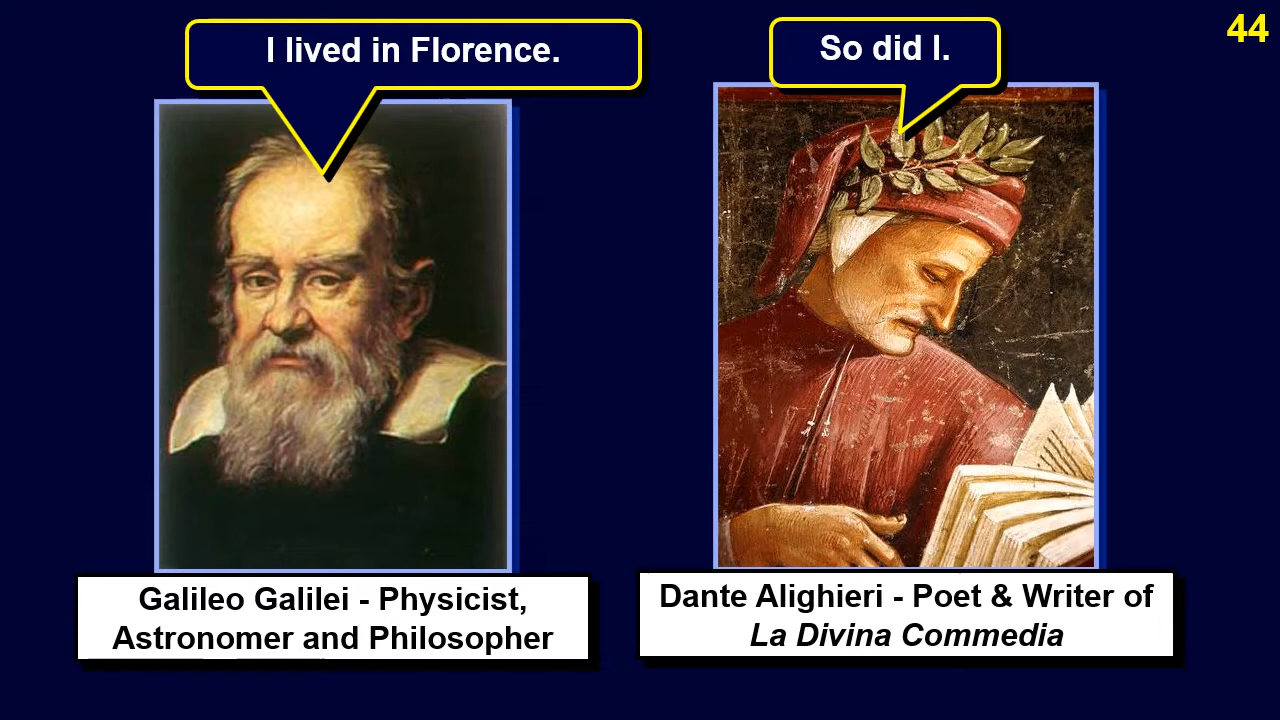 44
I lived in Florence.
So did I.
Galileo Galilei - Physicist,
Astronomer and Philosopher
Dante Alighieri - Poet & Writer of
La Divina Commedia